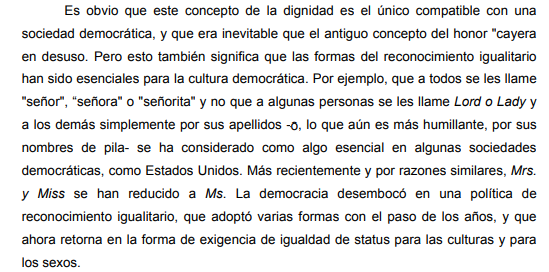 Es obvio que este concepto de la dignidad es el único compatible con una
sociedad democrática, y que era inevitable que el antiguo concepto del honor "cayera
en desuso. Pero esto también significa que las formas del reconocimiento igualitario
han sido esenciales para la cultura democrática. Por ejemplo, que a todos se les llame
"señor", “señora" o "señorita" y no que a algunas personas se les llame Lord o Lady y
a los demás simplemente por sus apellidos -o, lo que aún es más humillante, por sus
nombres de pila- se ha considerado como algo esencial en algunas sociedades
democráticas, como Estados Unidos. Más recientemente y por razones similares, Mrs.
y Miss se han reducido a Ms. La democracia desembocó en una política de
reconocimiento igualitario, que adoptó varias formas con el paso de los años, y que
ahora retorna en la forma de exigencia de igualdad de status para las culturas y para
los sexos.